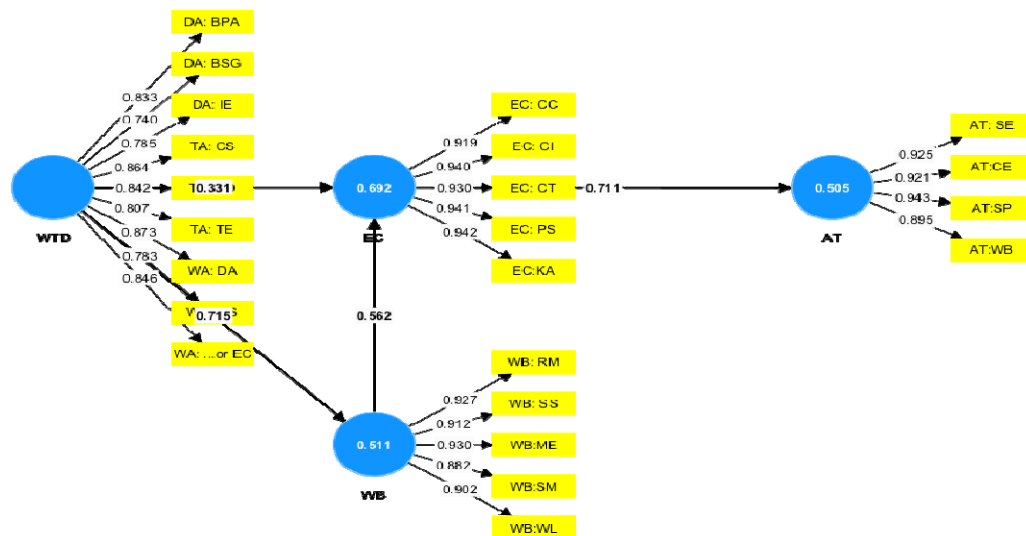 DA: BPA
DA: BSG
DA: IE
TA: CS
TA: TE
WA: DA
WA: ...or EC
0.833
0.740
0.785
0.864
0.842
0.807
0.873
0.783
0.846
WTD
0.331
0.715
0.692
EC
EC: CC
EC: CI
EC: CT
EC: PS
EC:KA
0.919
0.940
0.930
0.941
0.942
0.562
0.711
0.511
WB
WB: RM
WB: SS
WB:ME
WB:SM
WB:WL
0.927
0.912
0.930
0.882
0.902
0.505
AT
AT: SE
AT:CE
AT:SP
AT:WB
0.925
0.921
0.943
0.895